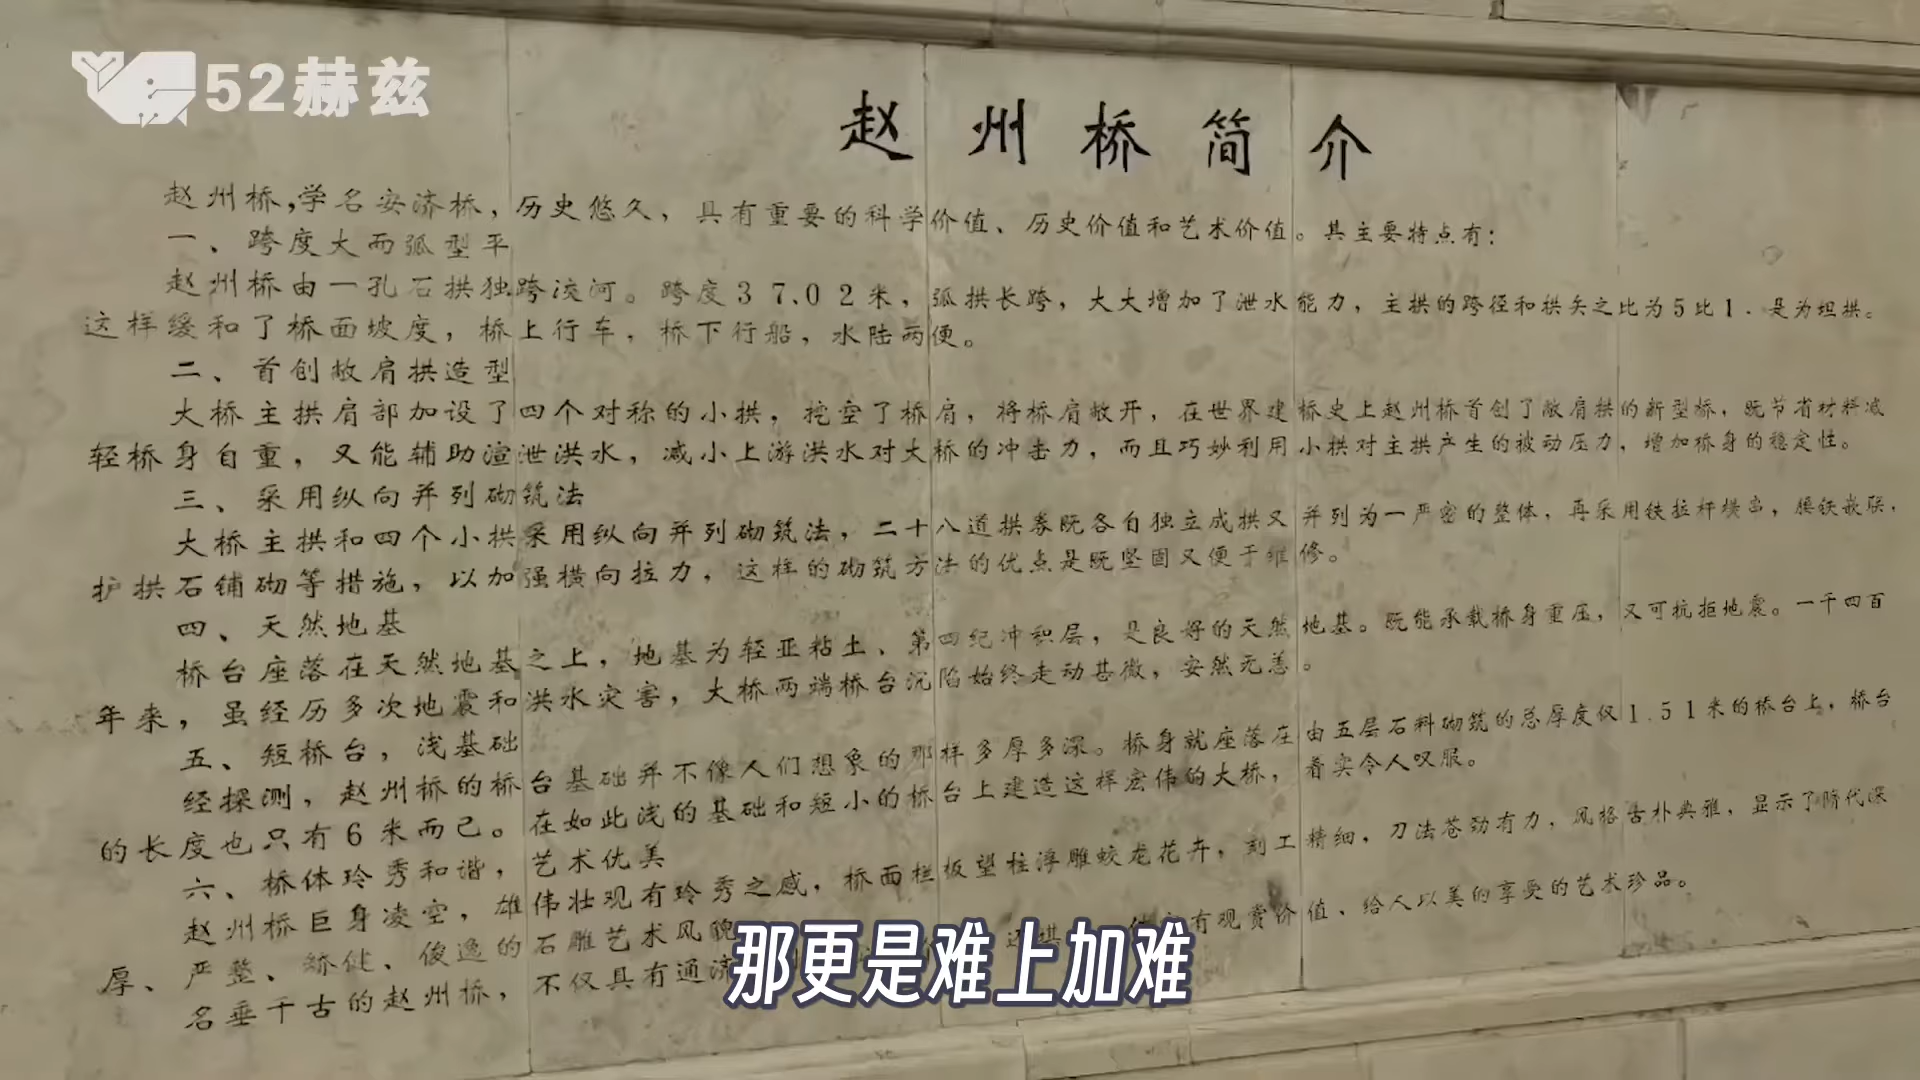 52赫兹
赵州桥简介
赵州桥,学名安济桥，历史悠久，具有重要的科学价值、历史价值和艺术价值。其主要特点有：
一、跨度大而弧型平
赵州桥由一孔石拱独跨洨河。跨度37.02米，弧拱长跨，大大增加了泄水能力，主拱的跨径和拱矢之比为5比1.是为坦拱。
这样缓和了桥面坡度，桥上行车，桥下行船，水陆两便。
二、首创敞肩拱造型
大桥主拱肩部加设了四个对称的小拱，挖空了桥肩，将桥肩敞开，在世界建桥史上赵州桥首创了敞肩拱的新型桥，既节省材料减
轻桥身自重，又能辅助渲泄洪水，减小上游洪水对大桥的冲击力，而且巧妙利用小拱对主拱产生的被动压力，增加桥身的稳定性。
三、采用纵向并列砌筑法
大桥主拱和四个小拱采用纵向并列砌筑法，二十八道拱券既各自独立成拱又并列为一严密的整体，再采用铁拉杆横串，腰铁嵌联，
护拱石铺砌等措施，以加强横向拉力，这样的砌筑方法的优点是既坚固又便于维修。
四、天然地基
桥台座落在天然地基之上，地基为轻亚粘土、第四纪冲积层，是良好的天然地基。既能承载桥身重压，又可抗拒地震。一千四百
年来，虽经历多次地震和洪水灾害，大桥两端桥台沉陷始终走动甚微，安然无恙。
五、短桥台，浅基础
经探测，赵州桥的桥台基础并不像人们想象的那样多厚多深。桥身就座落在由五层石料砌筑的总厚度仅1.51米的桥台上，桥台
的长度也只有6米而已。在如此浅的基础和短小的桥台上建造这样宏伟的大桥，着实令人叹服。
六、桥体玲秀和谐，艺术优美
赵州桥巨身凌空，雄伟壮观有玲秀之感，桥面栏板望柱浮雕蛟龙花卉，刻工精细，刀法苍劲有力，风格古朴典雅，显示了隋代深
厚、严整、矫健、俊逸的石雕艺术风貌
名垂千古的赵州桥，不仅具有通济 有观赏价值、给人以美的享受的艺术珍品。
那更是难上加难